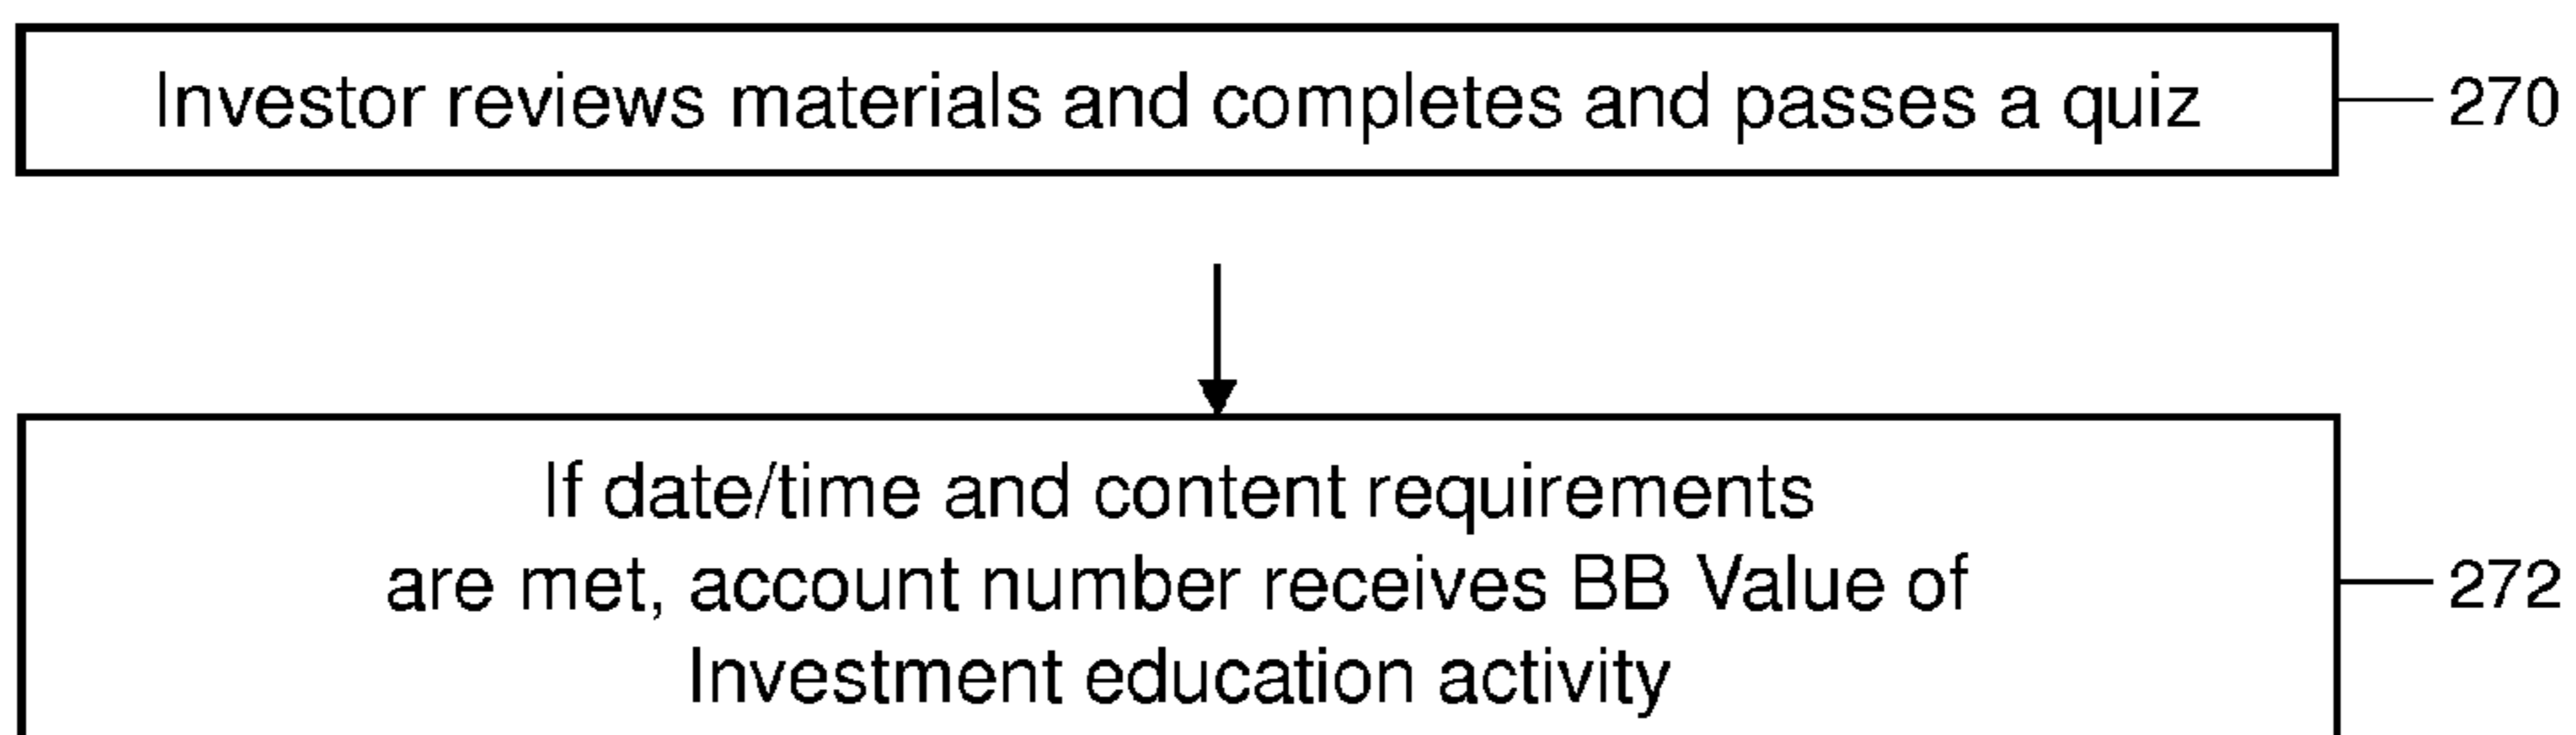 Investor reviews materials and completes and passes a quiz
270
If date/time and content requirements
are met, account number receives BB Value of
Investment education activity
272